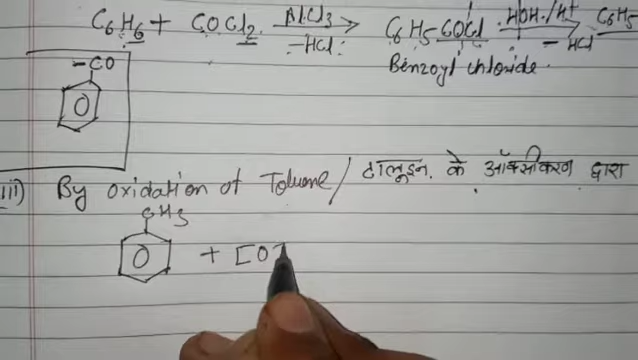 C6H6 + COCl2 AlCl3 → C6H5COCl HOH/H+ → C6H5
-HCl - HCl
Benzoyl chloride.
-CO
iii) By oxidation of Toluene/ टालूइन के ऑक्सीकरण द्वारा
CH3
+ [O]